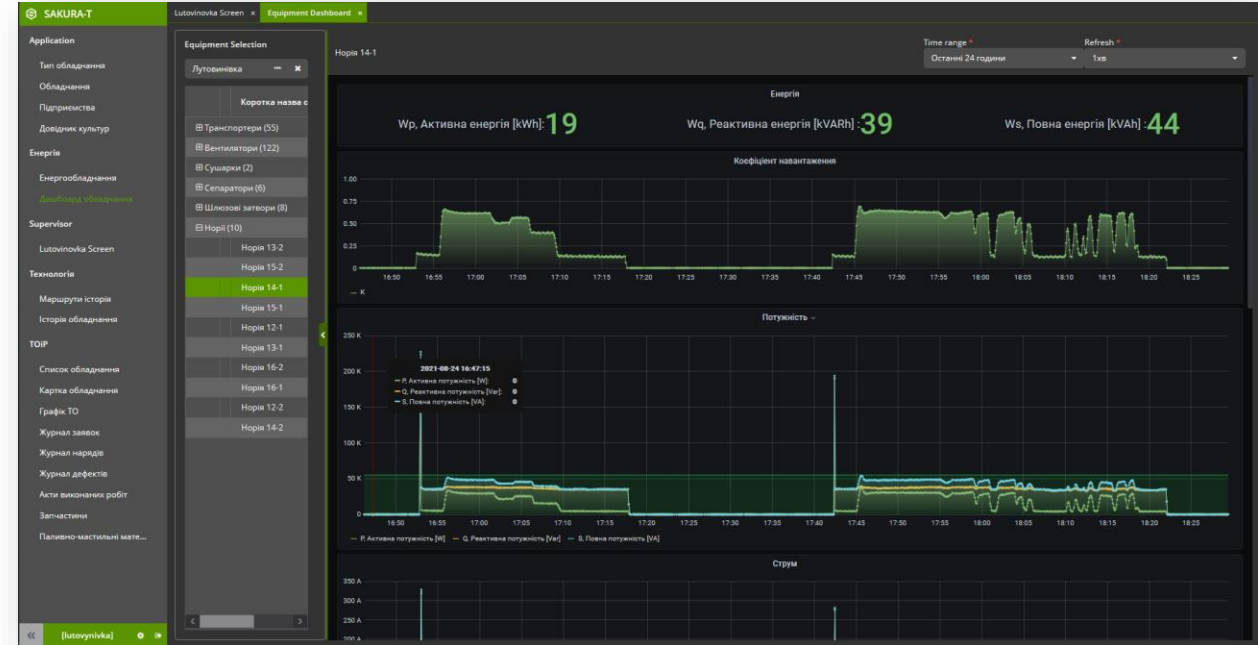 SAKURA-T
Lutovinovka Screen ×
Equipment Dashboard ×
Application
Тип обладнання
Обладнання
Підприємства
Довідник культур
Енергія
Енергообладнання
Дашборд обладнання
Supervisor
Lutovinovka Screen
Технологія
Маршрути історія
Історія обладнання
ТОіР
Список обладнання
Картка обладнання
Графік ТО
Журнал заявок
Журнал нарядів
Журнал дефектів
Акти виконаних робіт
Запчастини
Паливно-мастильні мате...
[lutovynivka]
Equipment Selection
Лутовинівка
Коротка назва с
Транспортери (55)
Вентилятори (122)
Сушарки (2)
Сепаратори (6)
Шлюзові затвори (8)
Норії (10)
Норія 13-2
Норія 15-2
Норія 14-1
Норія 15-1
Норія 12-1
Норія 13-1
Норія 16-2
Норія 16-1
Норія 12-2
Норія 14-2
Норія 14-1
Time range *
Останні 24 години
Refresh *
1хв
Енергія
Wp, Активна енергія [kWh]: 19
Wq, Реактивна енергія [kVARh] : 39
Ws, Повна енергія [kVAh] : 44
Коефіцієнт навантаження
1.00
0.75
0.50
0.25
0
16:50 16:55 17:00 17:05 17:10 17:15 17:20 17:25 17:30 17:35 17:40 17:45 17:50 17:55 18:00 18:05 18:10 18:15 18:20 18:25
K
Потужність
250 K
200 K
150 K
100 K
50 K
0
2021-08-24 16:47:15
P, Активна потужність [W]: 0
Q, Реактивна потужність [Var]: 0
S, Повна потужність [VA]: 0
16:50 16:55 17:00 17:05 17:10 17:15 17:20 17:25 17:30 17:35 17:40 17:45 17:50 17:55 18:00 18:05 18:10 18:15 18:20 18:25
P, Активна потужність [W] Q, Реактивна потужність [Var] S, Повна потужність [VA]
Струм
350 A
300 A
250 A
200 A